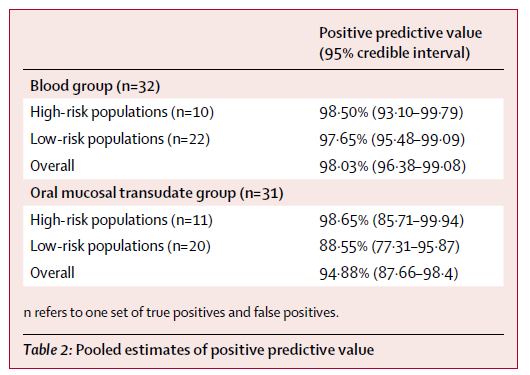 Positive predictive value
(95% credible interval)
Blood group (n=32)
High-risk populations (n=10) 98·50% (93·10–99·79)
Low-risk populations (n=22) 97·65% (95·48–99·09)
Overall 98·03% (96·38–99·08)
Oral mucosal transudate group (n=31)
High-risk populations (n=11) 98·65% (85·71–99·94)
Low-risk populations (n=20) 88·55% (77·31–95·87)
Overall 94·88% (87·66–98·4)
n refers to one set of true positives and false positives.
Table 2: Pooled estimates of positive predictive value